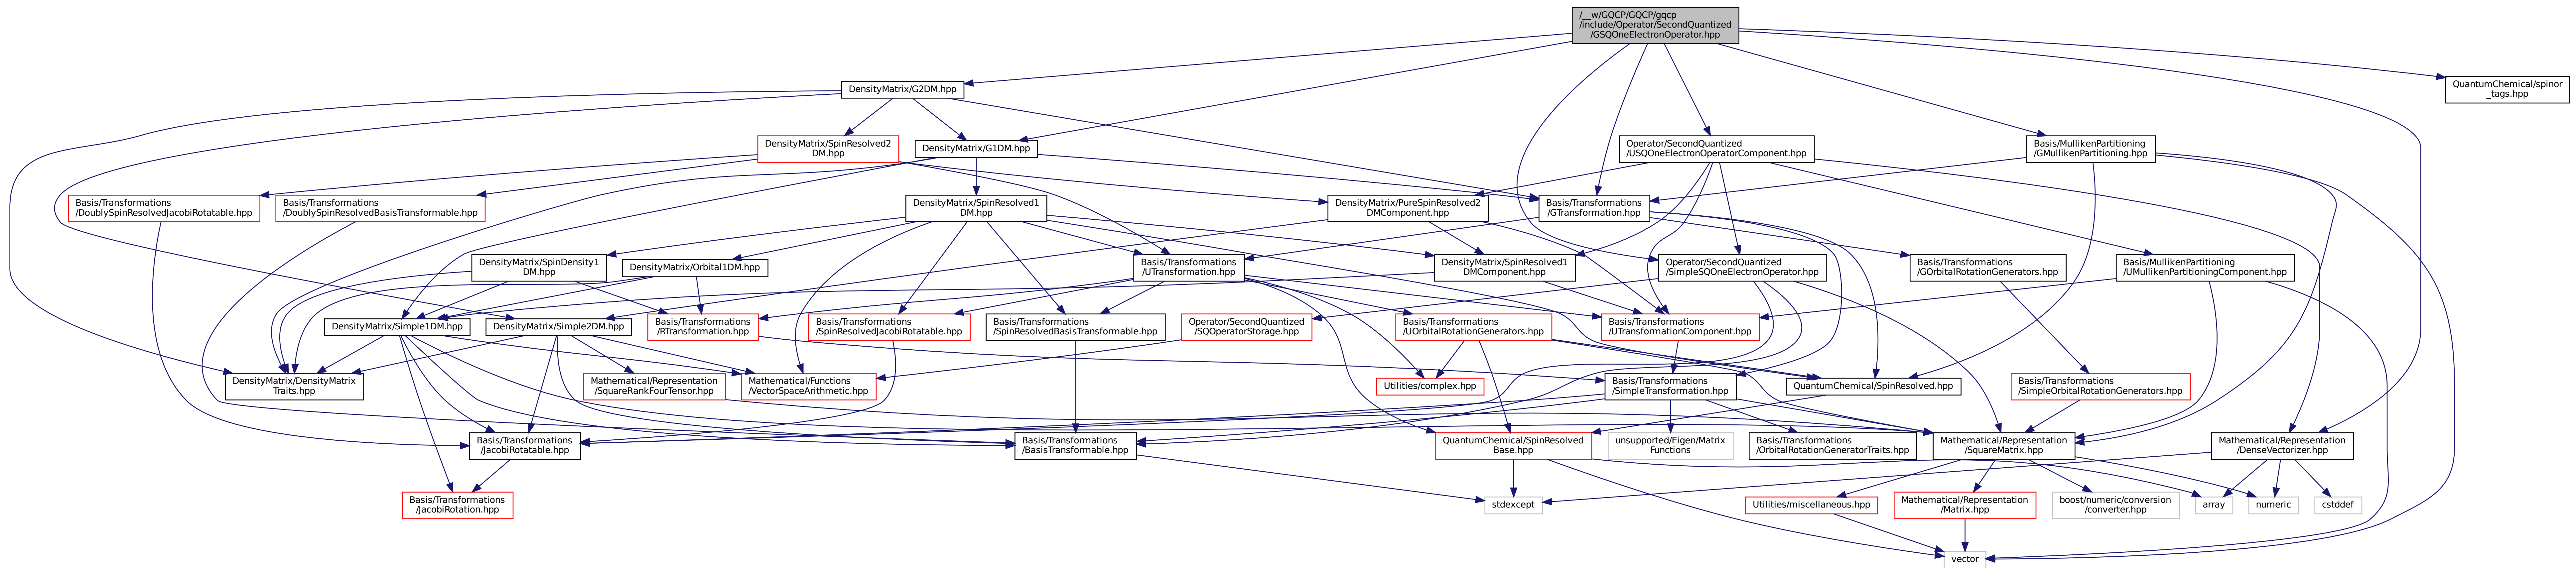 /__w/GQCP/GQCP/gqcp
/include/Operator/SecondQuantized
/GSQOneElectronOperator.hpp
DensityMatrix/G2DM.hpp
QuantumChemical/spinor
_tags.hpp
DensityMatrix/SpinResolved2
DM.hpp
DensityMatrix/G1DM.hpp
Operator/SecondQuantized
/USQOneElectronOperatorComponent.hpp
Basis/MullikenPartitioning
/GMullikenPartitioning.hpp
Basis/Transformations
/DoublySpinResolvedJacobiRotatable.hpp
Basis/Transformations
/DoublySpinResolvedBasisTransformable.hpp
DensityMatrix/SpinResolved1
DM.hpp
DensityMatrix/PureSpinResolved2
DMComponent.hpp
Basis/Transformations
/GTransformation.hpp
DensityMatrix/SpinDensity1
DM.hpp
DensityMatrix/Orbital1DM.hpp
Basis/Transformations
/UTransformation.hpp
DensityMatrix/SpinResolved1
DMComponent.hpp
Operator/SecondQuantized
/SimpleSQOneElectronOperator.hpp
Basis/Transformations
/GOrbitalRotationGenerators.hpp
Basis/MullikenPartitioning
/UMullikenPartitioningComponent.hpp
DensityMatrix/Simple1DM.hpp
DensityMatrix/Simple2DM.hpp
Basis/Transformations
/RTransformation.hpp
Basis/Transformations
/SpinResolvedJacobiRotatable.hpp
Basis/Transformations
/SpinResolvedBasisTransformable.hpp
Operator/SecondQuantized
/SQOperatorStorage.hpp
Basis/Transformations
/UOrbitalRotationGenerators.hpp
Basis/Transformations
/UTransformationComponent.hpp
DensityMatrix/DensityMatrix
Traits.hpp
Mathematical/Representation
/SquareRankFourTensor.hpp
Mathematical/Functions
/VectorSpaceArithmetic.hpp
Utilities/complex.hpp
Basis/Transformations
/SimpleTransformation.hpp
QuantumChemical/SpinResolved.hpp
Basis/Transformations
/SimpleOrbitalRotationGenerators.hpp
Basis/Transformations
/JacobiRotatable.hpp
Basis/Transformations
/BasisTransformable.hpp
QuantumChemical/SpinResolved
Base.hpp
unsupported/Eigen/Matrix
Functions
Basis/Transformations
/OrbitalRotationGeneratorTraits.hpp
Mathematical/Representation
/SquareMatrix.hpp
Mathematical/Representation
/DenseVectorizer.hpp
Basis/Transformations
/JacobiRotation.hpp
stdexcept
Utilities/miscellaneous.hpp
Mathematical/Representation
/Matrix.hpp
boost/numeric/conversion
/converter.hpp
array
numeric
cstddef
vector